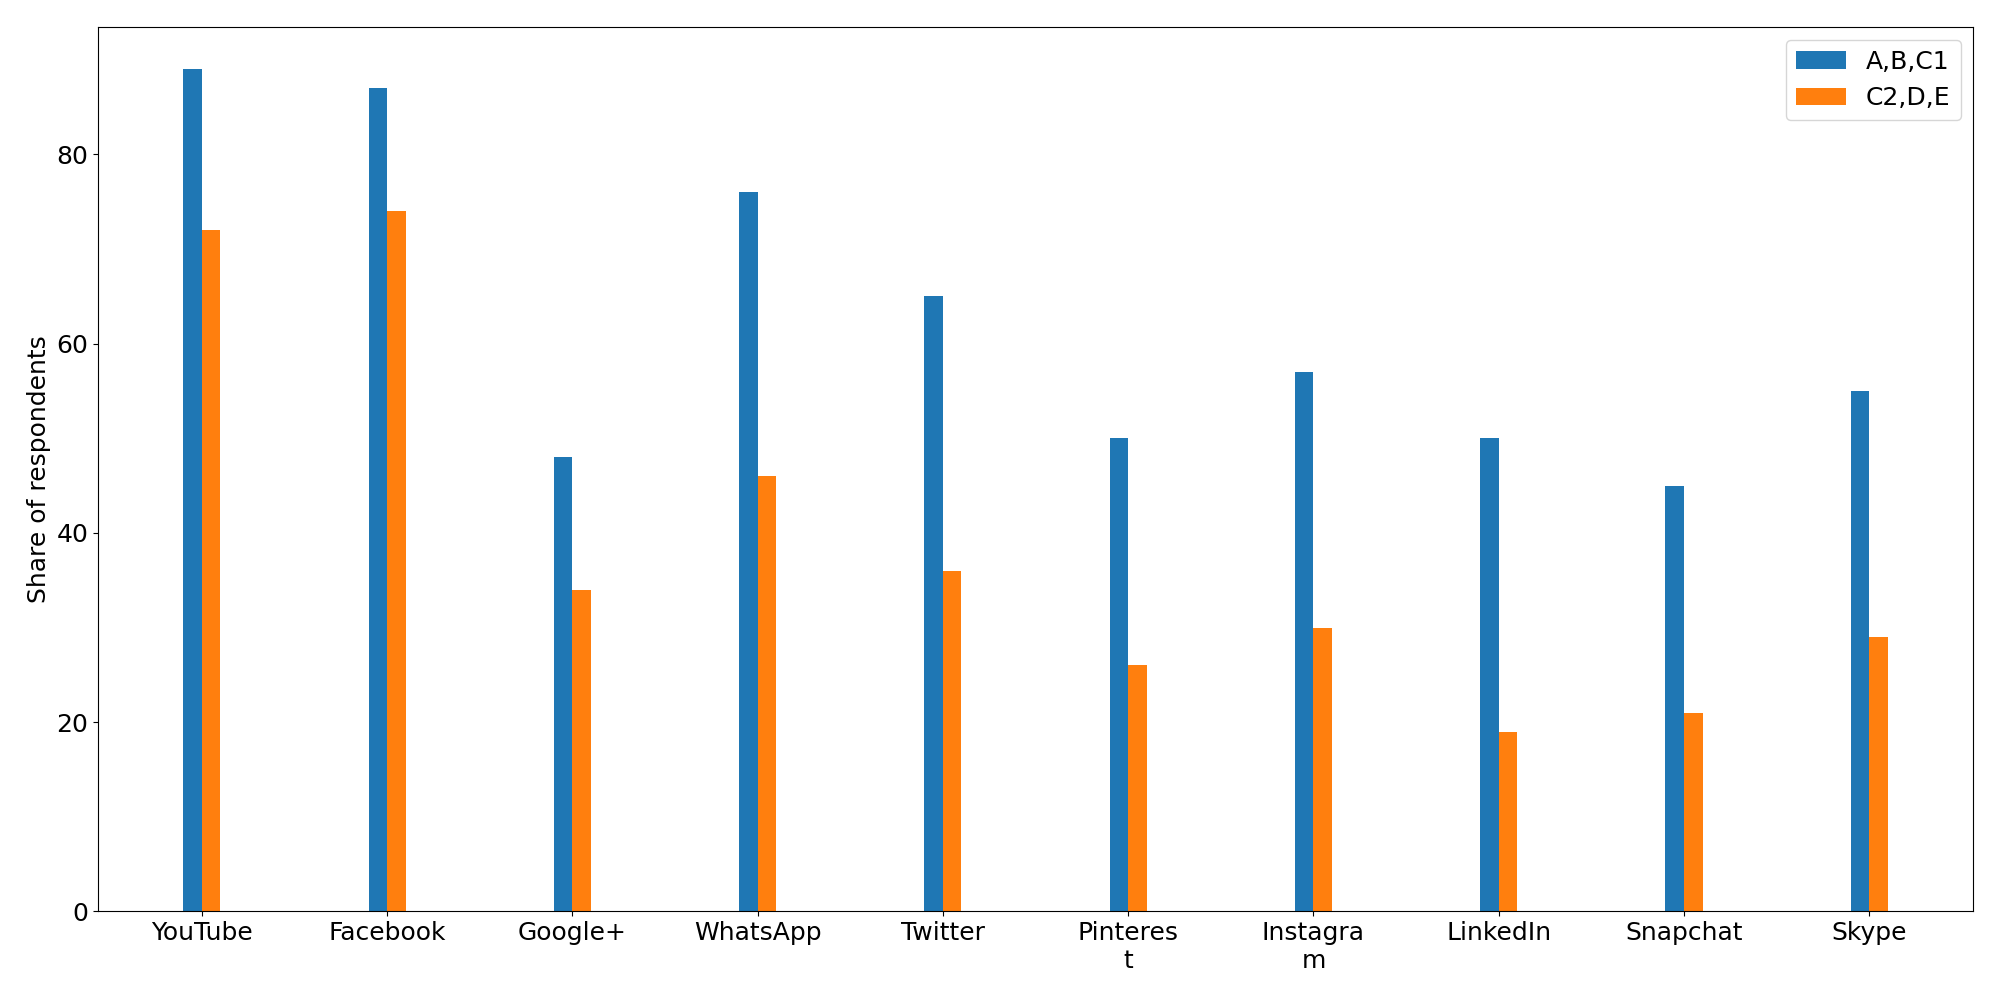 A,B,C1
C2,D,E
Share of respondents
80
60
40
20
0
YouTube Facebook Google+ WhatsApp Twitter Pinteres Instagra LinkedIn Snapchat Skype
t m